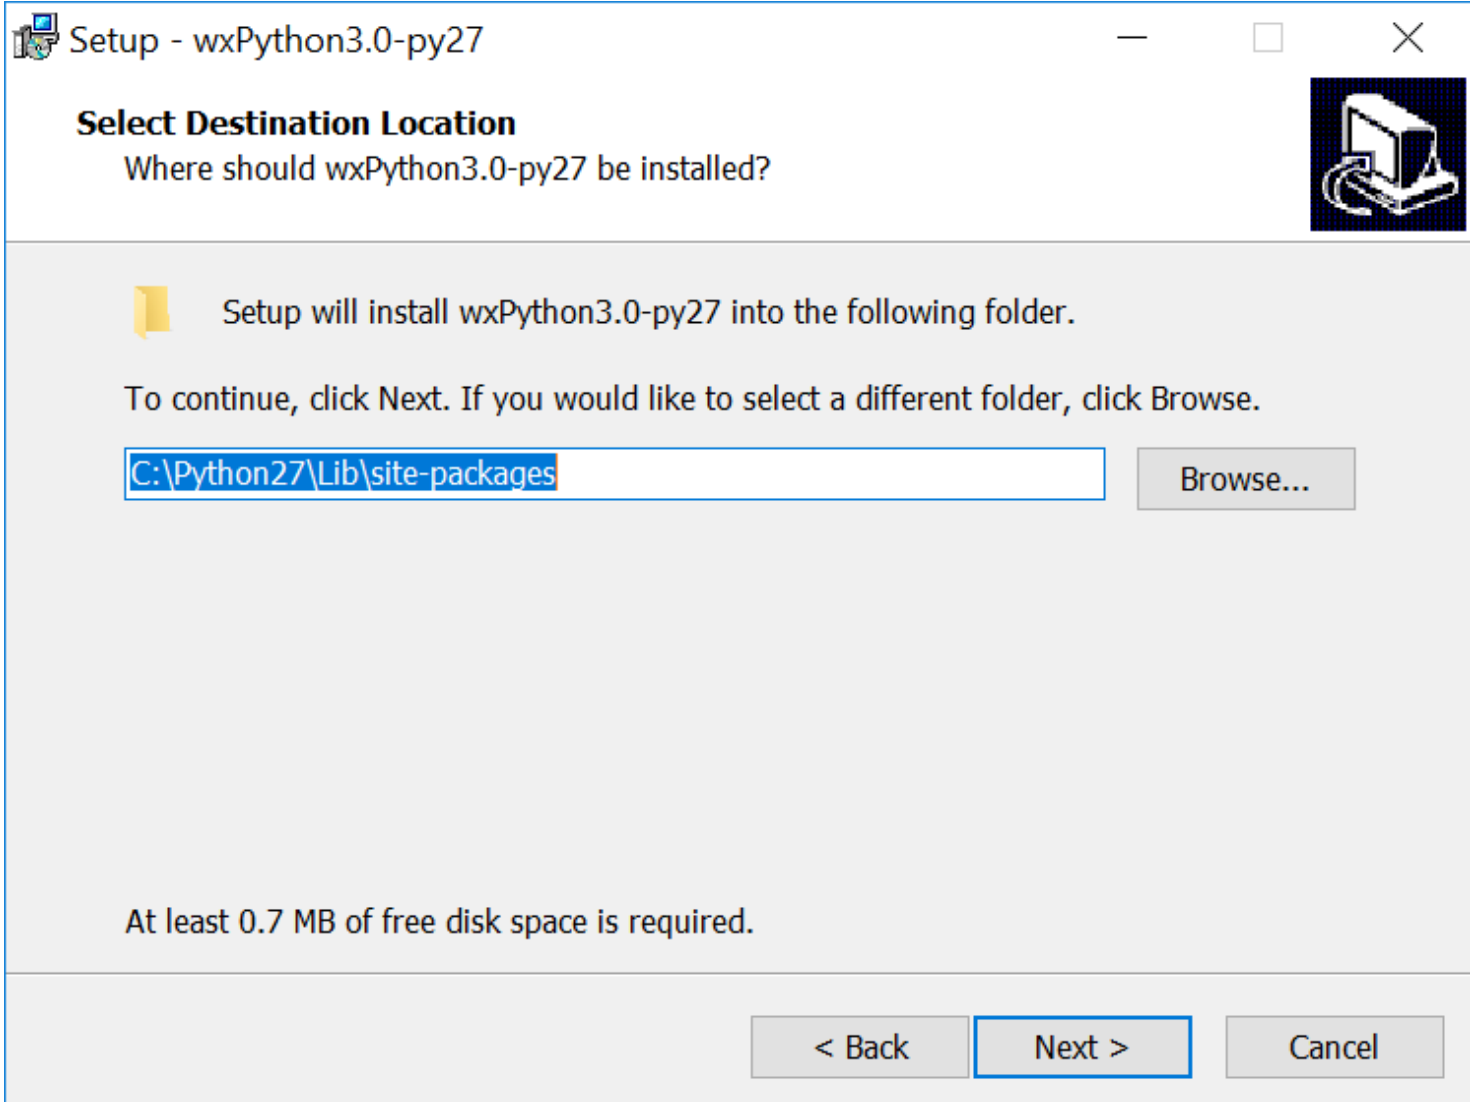 Setup - wxPython3.0-py27
Select Destination Location
Where should wxPython3.0-py27 be installed?
Setup will install wxPython3.0-py27 into the following folder.
To continue, click Next. If you would like to select a different folder, click Browse.
C:\Python27\Lib\site-packages
Browse...
At least 0.7 MB of free disk space is required.
< Back
Next >
Cancel